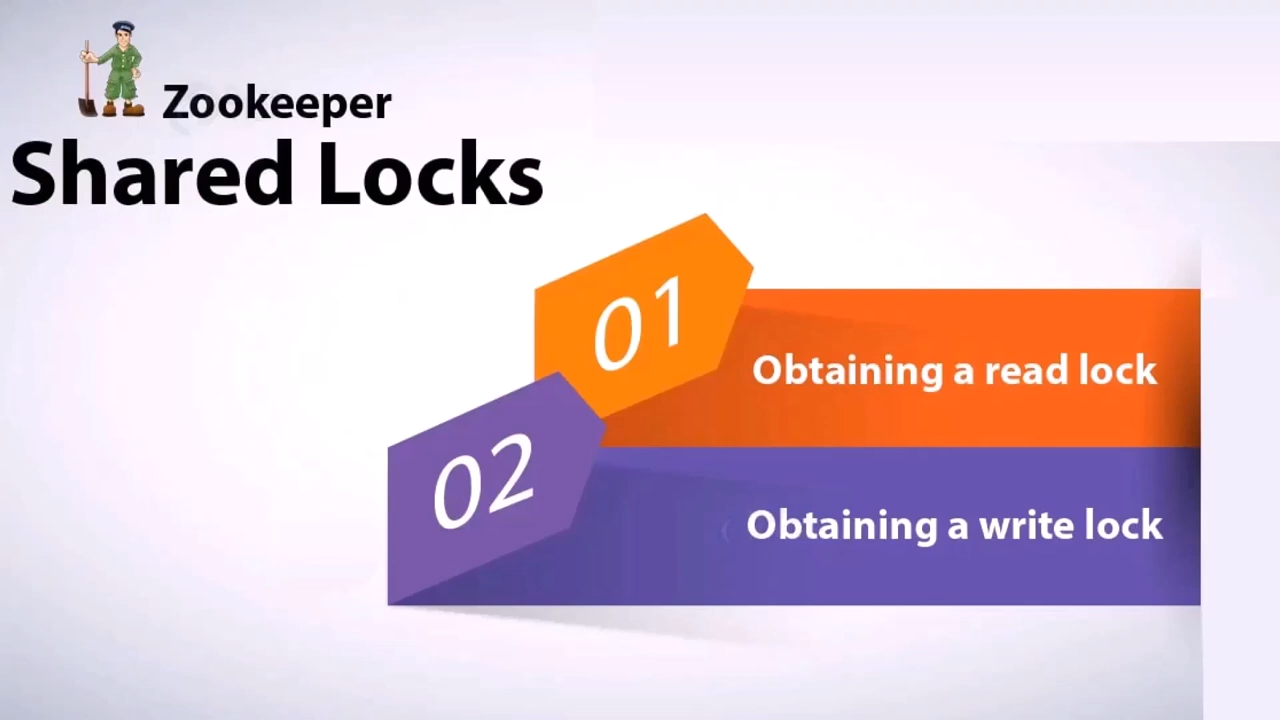 Zookeeper
Shared Locks
01
Obtaining a read lock
02
Obtaining a write lock